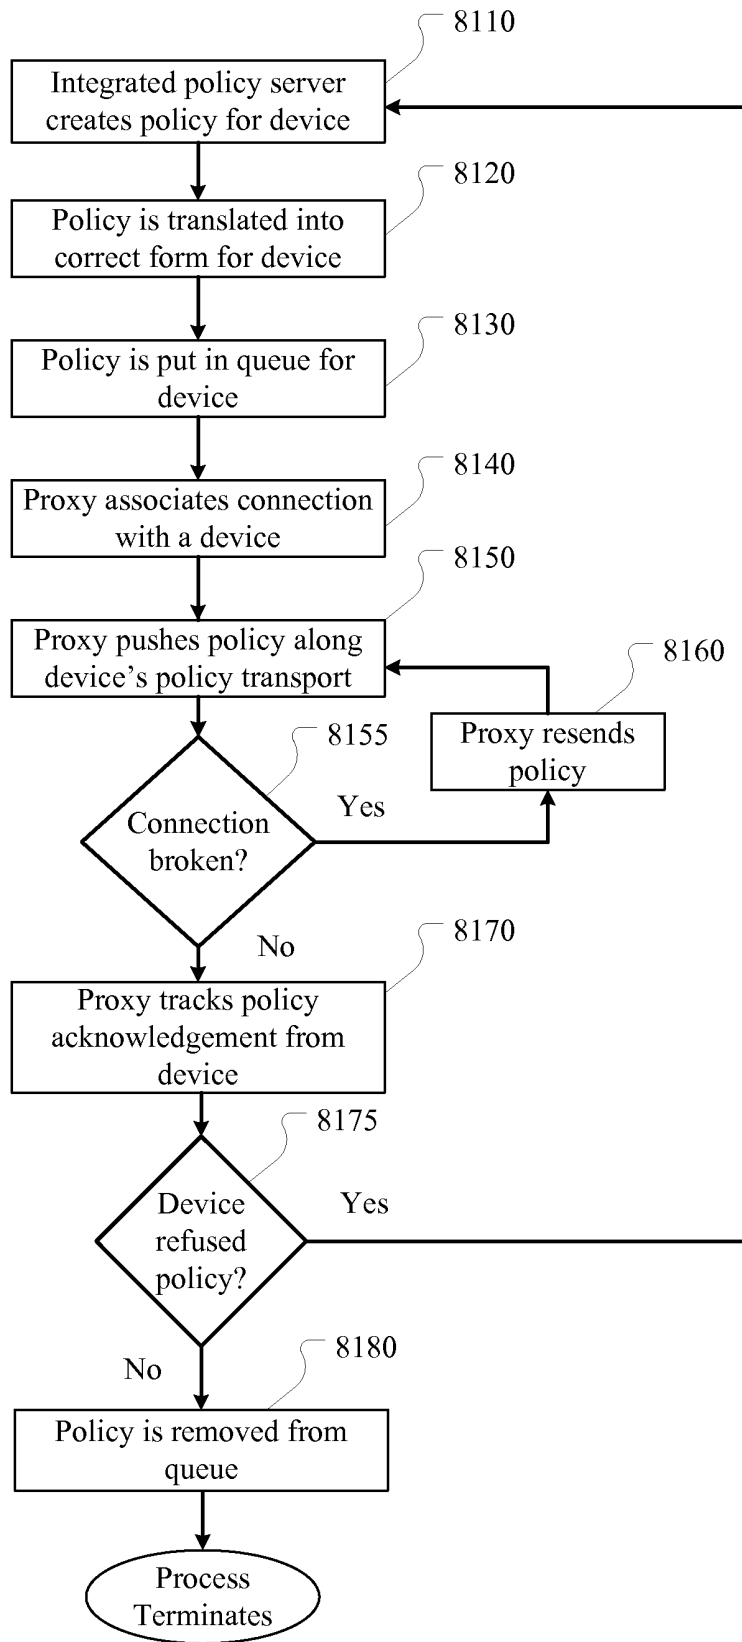 8110
Integrated policy server
creates policy for device
8120
Policy is translated into
correct form for device
8130
Policy is put in queue for
device
8140
Proxy associates connection
with a device
8150
Proxy pushes policy along
device’s policy transport
8160
Proxy resends
policy
8155
Connection
broken?
Yes
No
8170
Proxy tracks policy
acknowledgement from
device
8175
Device
refused
policy?
Yes
No
8180
Policy is removed from
queue
Process
Terminates